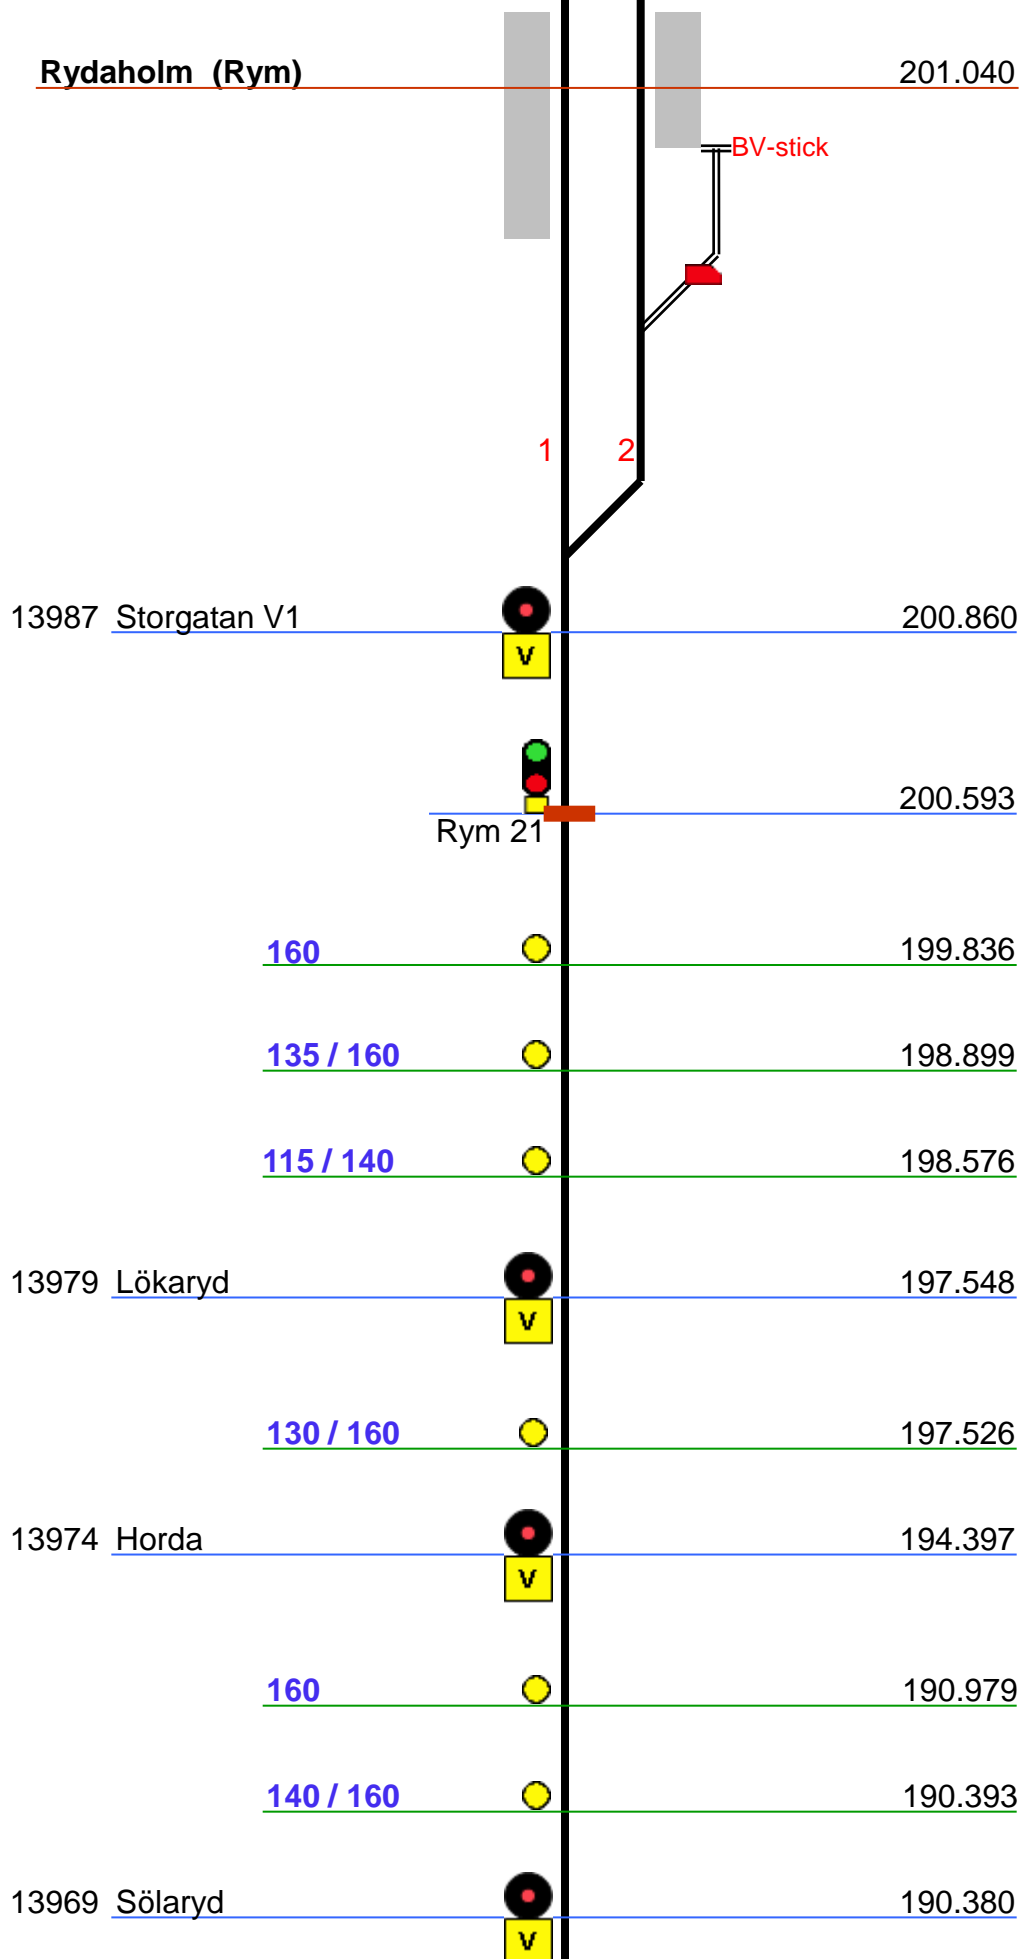 Rydaholm (Rym) 201.040
BV-stick
1 2
13987 Storgatan V1 200.860
V
200.593
Rym 21
160 199.836
135 / 160 198.899
115 / 140 198.576
13979 Lökaryd 197.548
V
130 / 160 197.526
13974 Horda 194.397
V
160 190.979
140 / 160 190.393
13969 Sölaryd 190.380
V